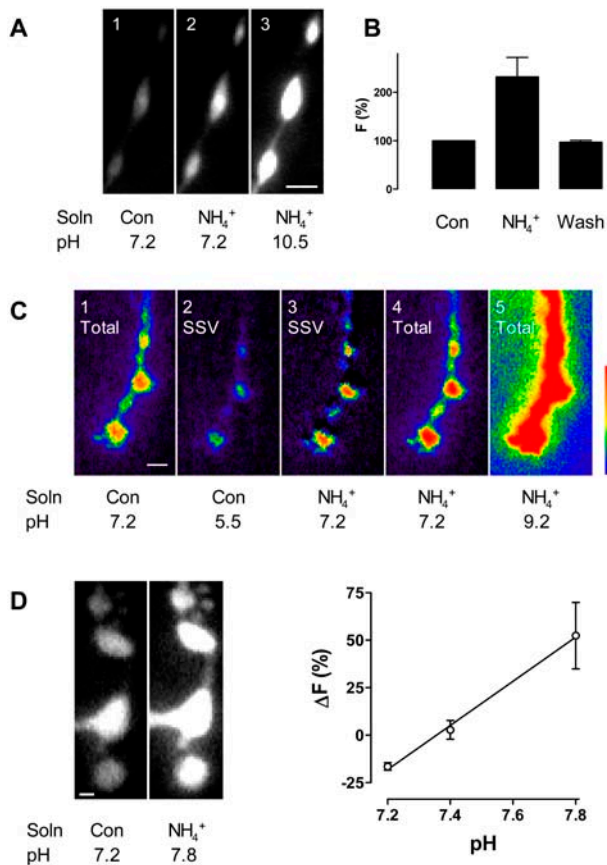 A
1 2 3
Soln Con NH₄⁺ NH₄⁺
pH 7.2 7.2 10.5
B
F (%)
200
100
0
Con NH₄⁺ Wash
C
1 2 3 4 5
Total SSV SSV Total Total
Soln Con Con NH₄⁺ NH₄⁺ NH₄⁺
pH 7.2 5.5 7.2 7.2 9.2
D
Soln Con NH₄⁺
pH 7.2 7.8
ΔF (%)
75
50
25
0
-25
7.2 7.4 7.6 7.8
pH